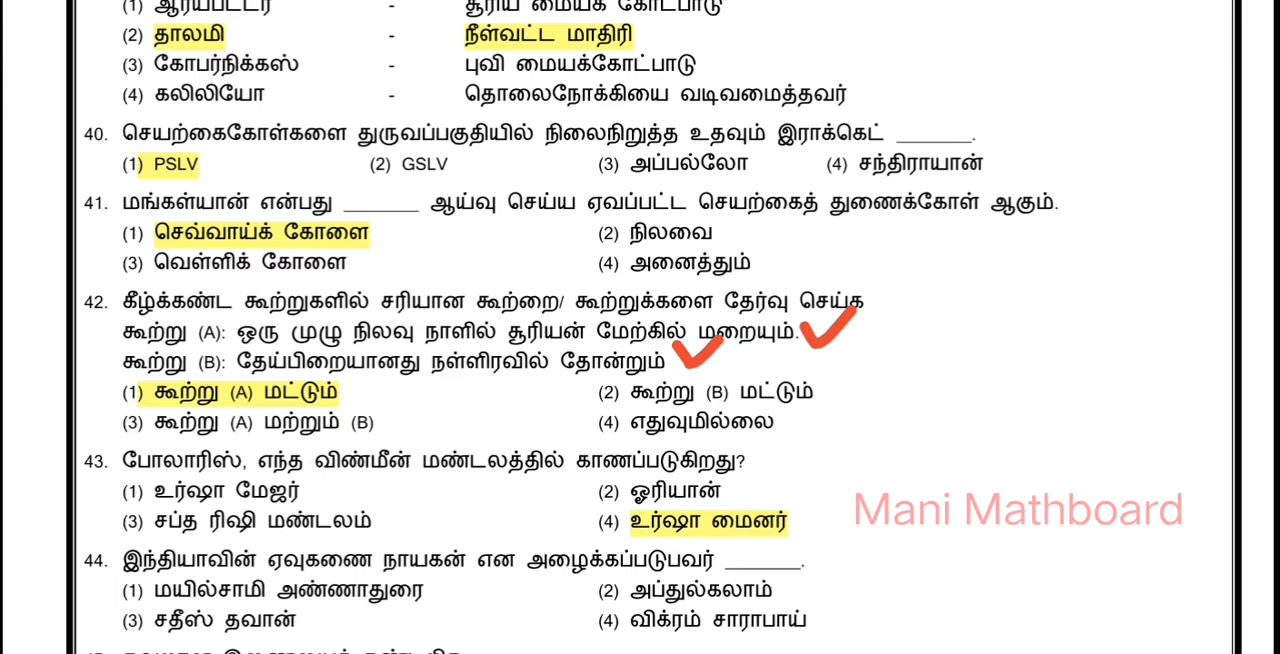 (1) ஆர்யபட்டர் - சூரிய மையக் கோட்பாடு
(2) தாலமி - நீள்வட்ட மாதிரி
(3) கோபர்நிக்கஸ் - புவி மையக்கோட்பாடு
(4) கலிலியோ - தொலைநோக்கியை வடிவமைத்தவர்
40. செயற்கைகோள்களை துருவப்பகுதியில் நிலைநிறுத்த உதவும் இராக்கெட் _______.
(1) PSLV (2) GSLV (3) அப்பல்லோ (4) சந்திராயான்
41. மங்கள்யான் என்பது _______ ஆய்வு செய்ய ஏவப்பட்ட செயற்கைத் துணைக்கோள் ஆகும்.
(1) செவ்வாய்க் கோளை (2) நிலவை
(3) வெள்ளிக் கோளை (4) அனைத்தும்
42. கீழ்க்கண்ட கூற்றுகளில் சரியான கூற்றை/ கூற்றுக்களை தேர்வு செய்க
கூற்று (A): ஒரு முழு நிலவு நாளில் சூரியன் மேற்கில் மறையும்.
கூற்று (B): தேய்பிறையானது நள்ளிரவில் தோன்றும்
(1) கூற்று (A) மட்டும் (2) கூற்று (B) மட்டும்
(3) கூற்று (A) மற்றும் (B) (4) எதுவுமில்லை
43. போலாரிஸ், எந்த விண்மீன் மண்டலத்தில் காணப்படுகிறது?
(1) உர்ஷா மேஜர் (2) ஓரியான்
(3) சப்த ரிஷி மண்டலம் (4) உர்ஷா மைனர்
Mani Mathboard
44. இந்தியாவின் ஏவுகணை நாயகன் என அழைக்கப்படுபவர் _______.
(1) மயில்சாமி அண்ணாதுரை (2) அப்துல்கலாம்
(3) சதீஸ் தவான் (4) விக்ரம் சாராபாய்